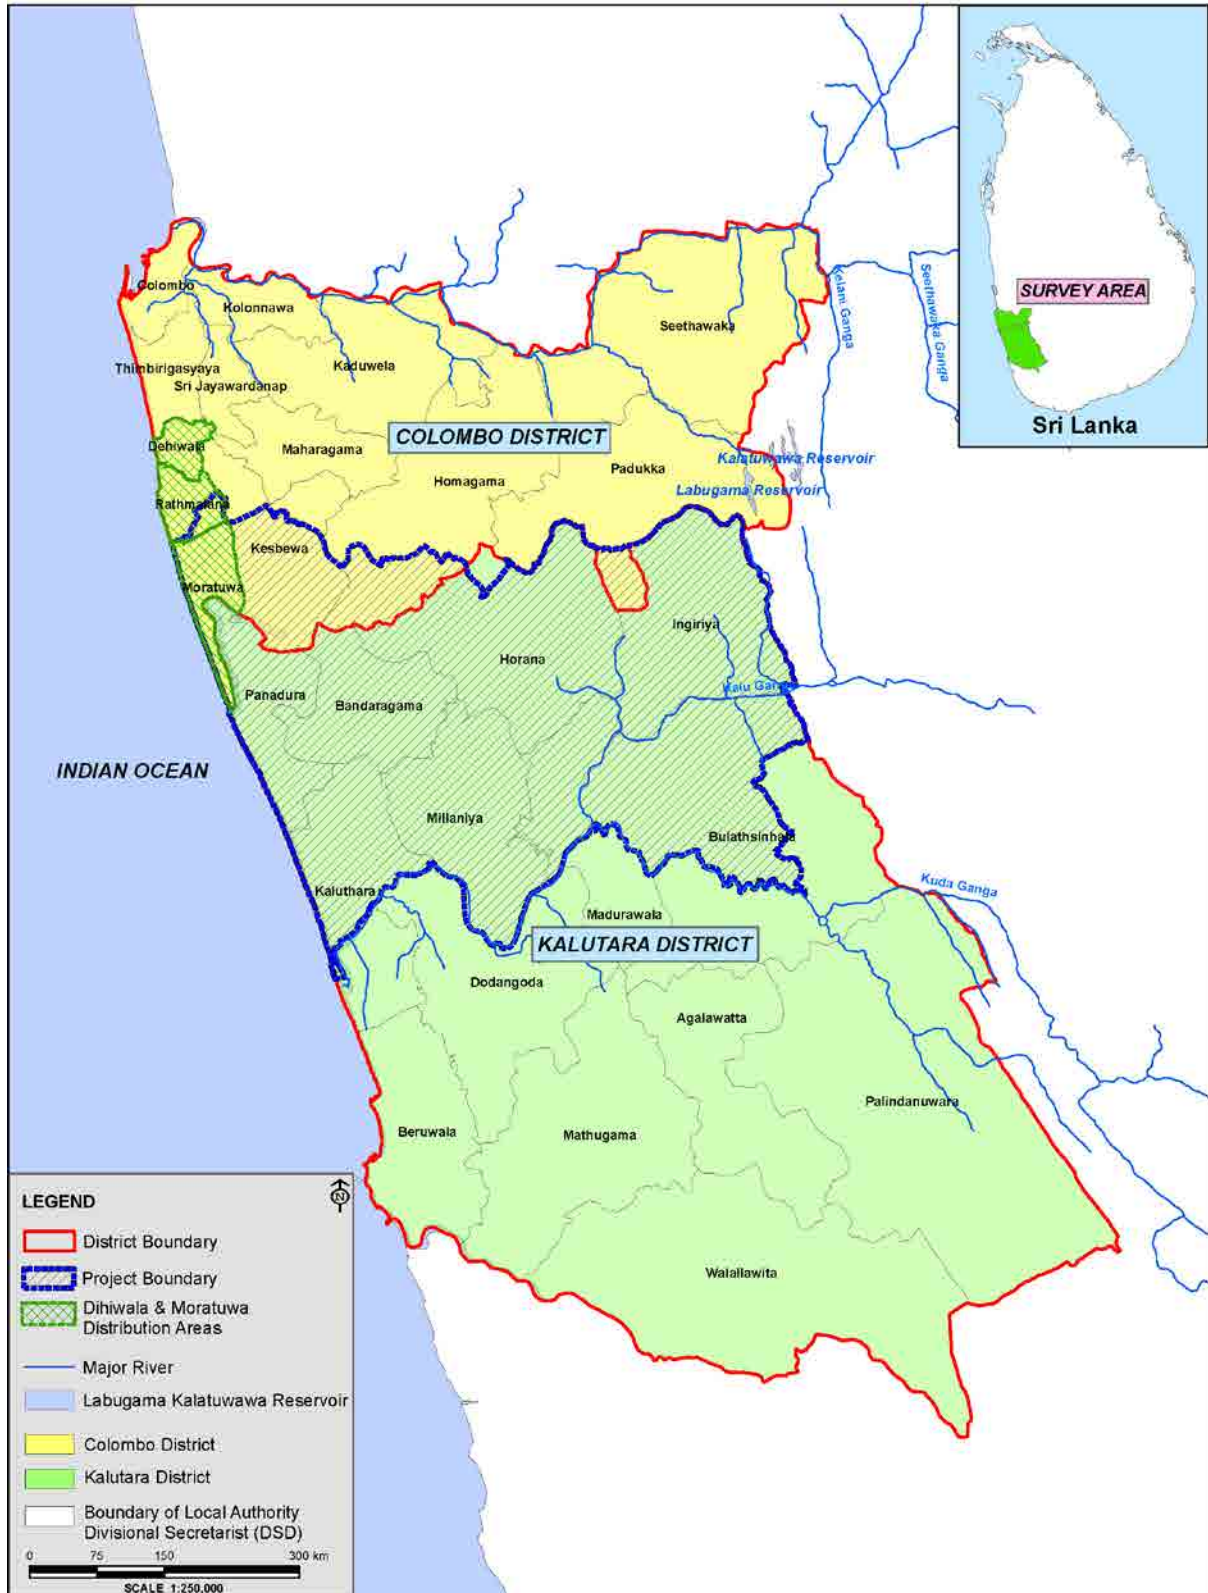 SURVEY AREA
Sri Lanka
Colombo
Kolonnawa
Seethawaka
Kelani Ganga
Seethawaka Ganga
Thimbirigasyaya
Kaduwela
Sri Jayawardanap
Dehiwala
Maharagama
COLOMBO DISTRICT
Homagama
Padukka
Kalatuwawa Reservoir
Labugama Reservoir
Rathmalana
Kesbewa
Moratuwa
Ingiriya
Horana
Panadura
Bandaragama
Kalu Ganga
INDIAN OCEAN
Millaniya
Bulathsinhala
Kaluthara
Kuda Ganga
Madurawala
KALUTARA DISTRICT
Dodangoda
Agalawatta
Palindanuwara
Beruwala
Mathugama
Walallawita
LEGEND
N
District Boundary
Project Boundary
Dihiwala & Moratuwa
Distribution Areas
Major River
Labugama Kalatuwawa Reservoir
Colombo District
Kalutara District
Boundary of Local Authority
Divisional Secretarist (DSD)
0 75 150 300 km
SCALE 1:250,000